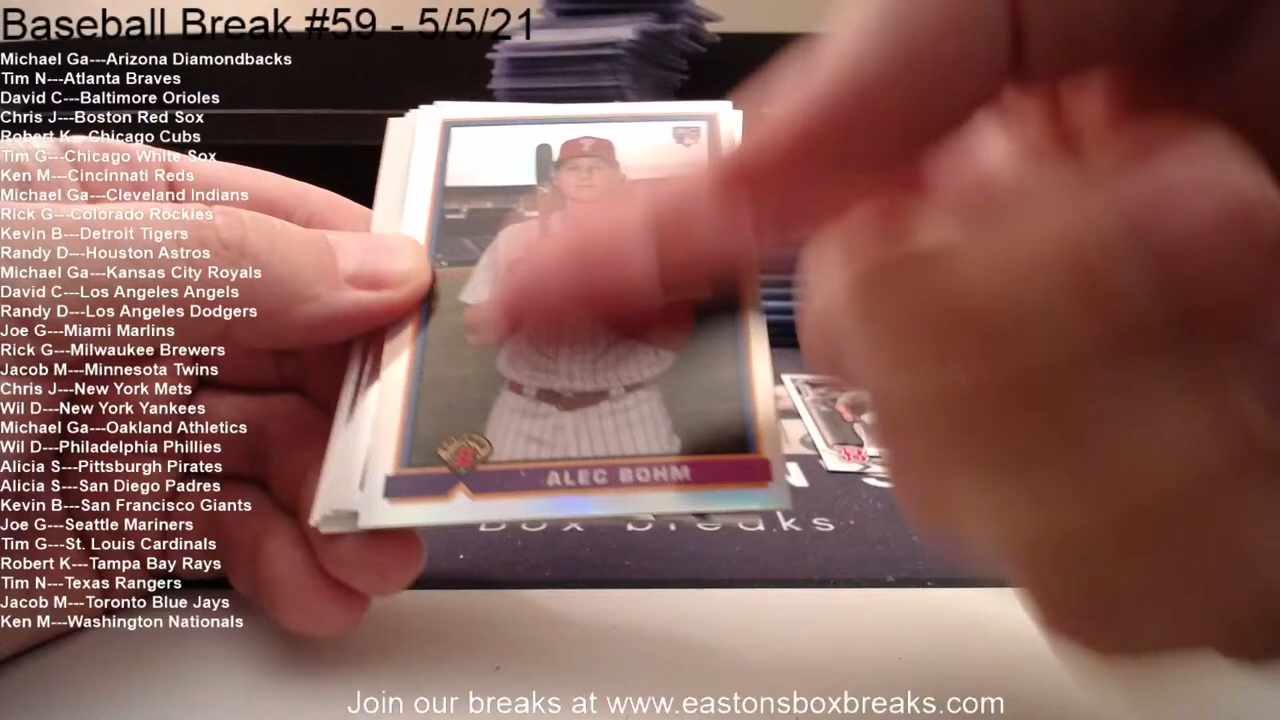 Baseball Break #59 - 5/5/21
Michael Ga---Arizona Diamondbacks
Tim N---Atlanta Braves
David C---Baltimore Orioles
Chris J---Boston Red Sox
Robert K---Chicago Cubs
Tim G---Chicago White Sox
Ken M---Cincinnati Reds
Michael Ga---Cleveland Indians
Rick G---Colorado Rockies
Kevin B---Detroit Tigers
Randy D---Houston Astros
Michael Ga---Kansas City Royals
David C---Los Angeles Angels
Randy D---Los Angeles Dodgers
Joe G---Miami Marlins
Rick G---Milwaukee Brewers
Jacob M---Minnesota Twins
Chris J---New York Mets
Wil D---New York Yankees
Michael Ga---Oakland Athletics
Wil D---Philadelphia Phillies
Alicia S---Pittsburgh Pirates
Alicia S---San Diego Padres
Kevin B---San Francisco Giants
Joe G---Seattle Mariners
Tim G---St. Louis Cardinals
Robert K---Tampa Bay Rays
Tim N---Texas Rangers
Jacob M---Toronto Blue Jays
Ken M---Washington Nationals
ALEC BOHM
Box Breaks
Join our breaks at www.eastonsboxbreaks.com